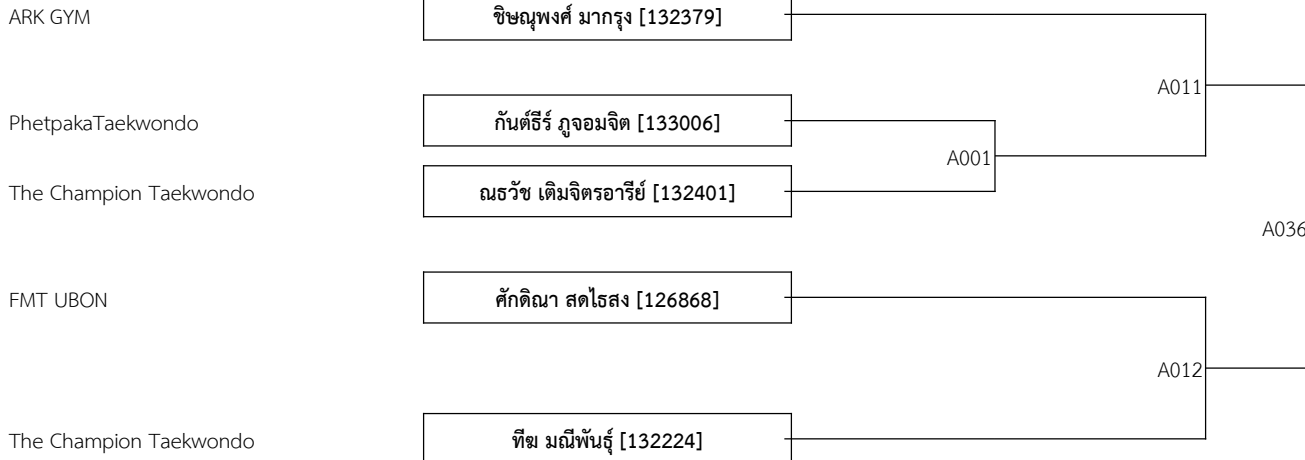 ARK GYM
ชิษณุพงศ์ มากรุง [132379]
A011
PhetpakaTaekwondo
กันต์ธีร์ ภูจอมจิต [133006]
A001
The Champion Taekwondo
ณธวัช เติมจิตรอารีย์ [132401]
A036
FMT UBON
ศักดิณา สดไธสง [126868]
A012
The Champion Taekwondo
ทีฆ มณีพันธุ์ [132224]